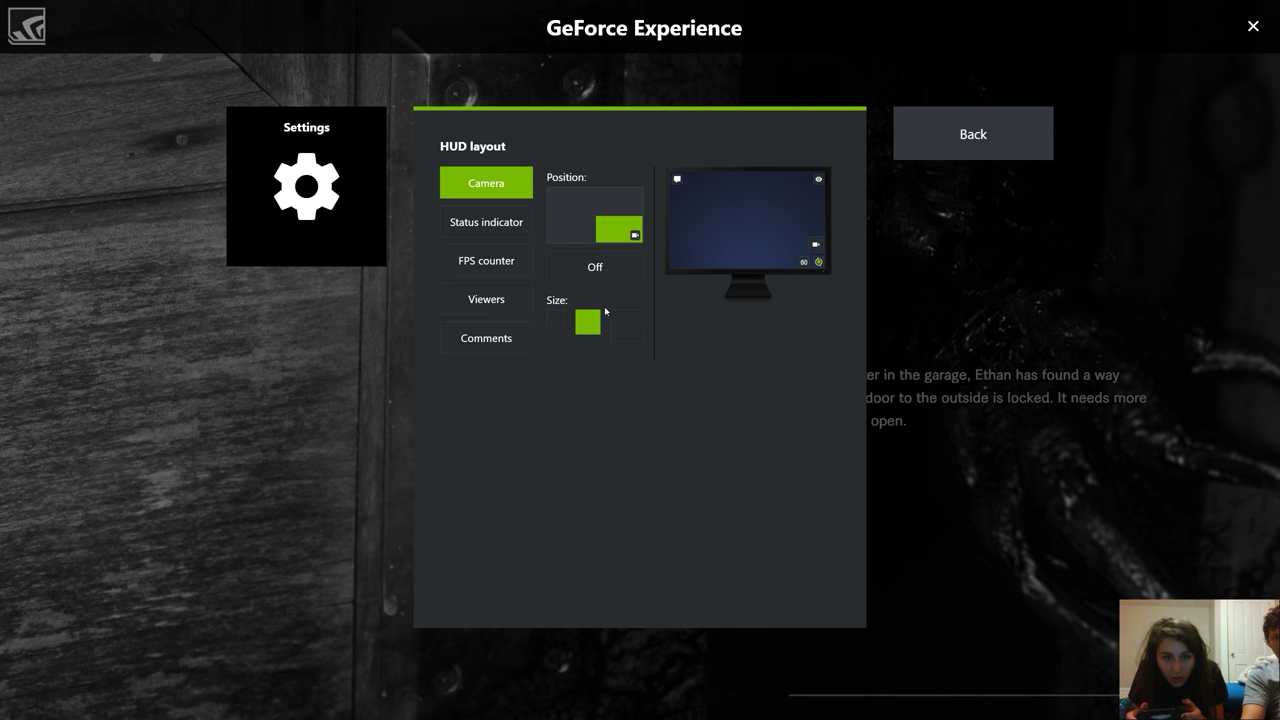 GeForce Experience
Settings
HUD layout
Back
Camera
Position:
Status indicator
FPS counter
Off
Viewers
Size:
Comments
60
er in the garage, Ethan has found a way
door to the outside is locked. It needs more
open.